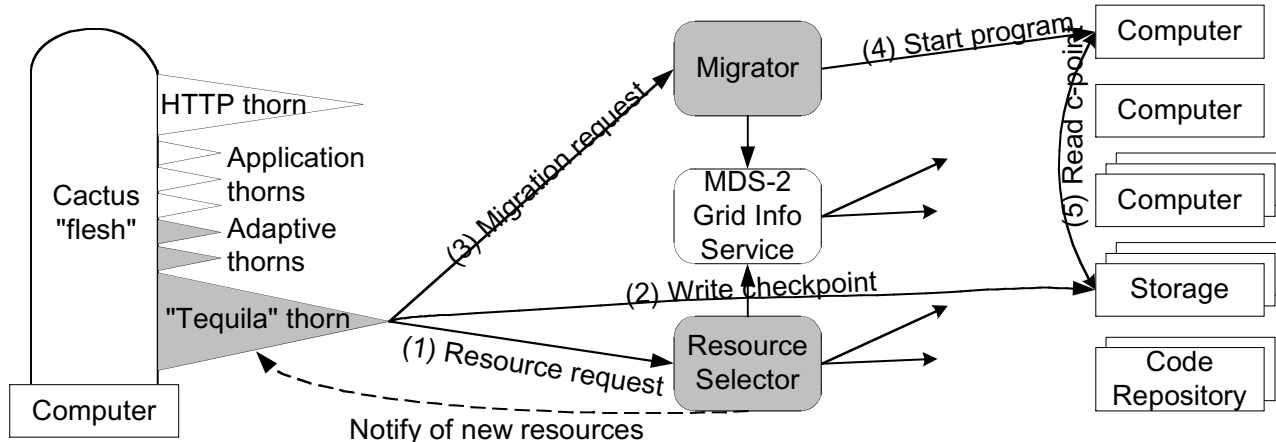 HTTP thorn
Application
thorns
Cactus
"flesh"
Adaptive
thorns
"Tequila" thorn
Computer
(3) Migration request
(2) Write checkpoint
(1) Resource request
Notify of new resources
Migrator
MDS-2
Grid Info
Service
Resource
Selector
(4) Start program
(5) Read c-point
Computer
Computer
Computer
Storage
Code
Repository